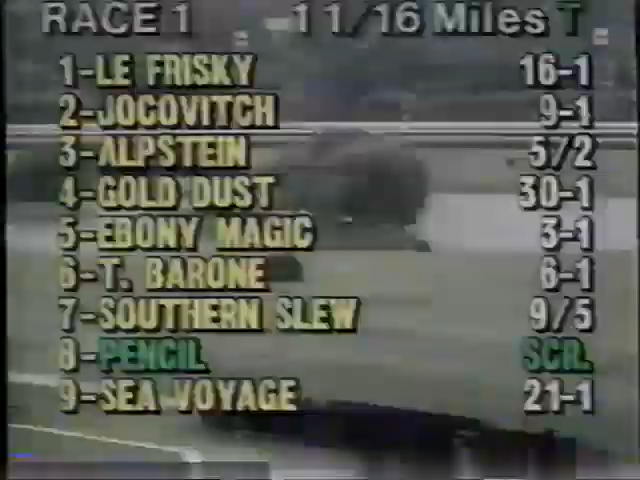 RACE 1 1 1/16 Miles T
1-LE FRISKY 16-1
2-JOCOVITCH 9-1
3-ALPSTEIN 5/2
4-GOLD DUST 30-1
5-EBONY MAGIC 3-1
6-T. BARONE 6-1
7-SOUTHERN SLEW 9/5
8-PENCIL SCR.
9-SEA VOYAGE 21-1